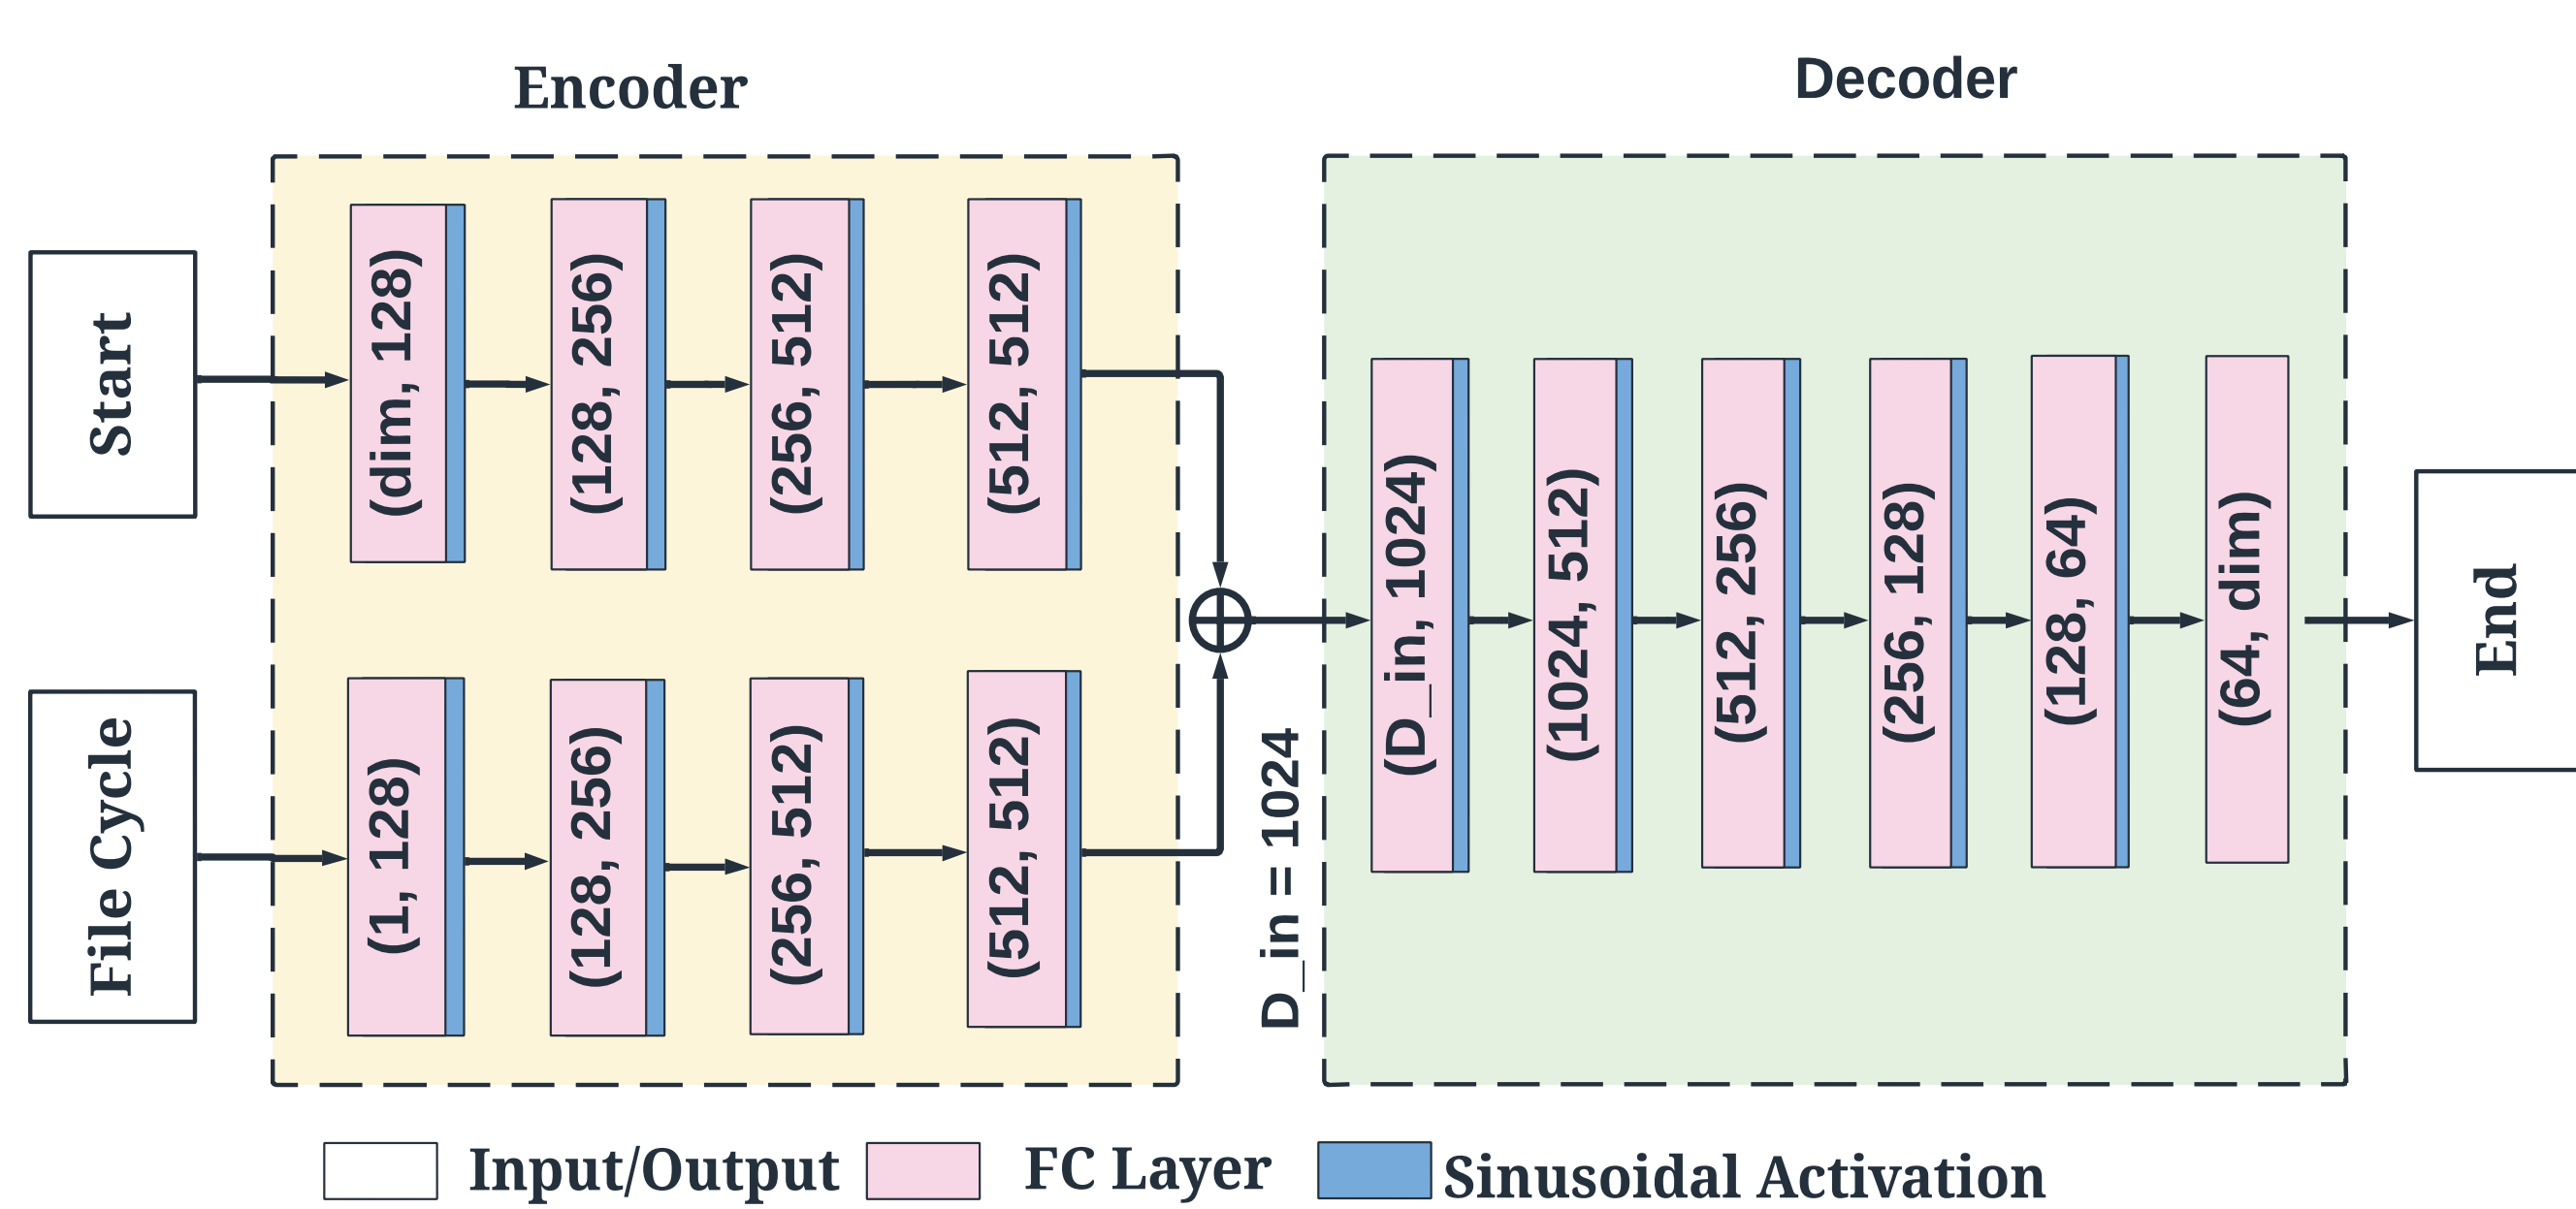 Encoder
Decoder
Start
(dim, 128)
(128, 256)
(256, 512)
(512, 512)
File Cycle
(1, 128)
(128, 256)
(256, 512)
(512, 512)
D_in = 1024
(D_in, 1024)
(1024, 512)
(512, 256)
(256, 128)
(128, 64)
(64, dim)
End
Input/Output
FC Layer
Sinusoidal Activation